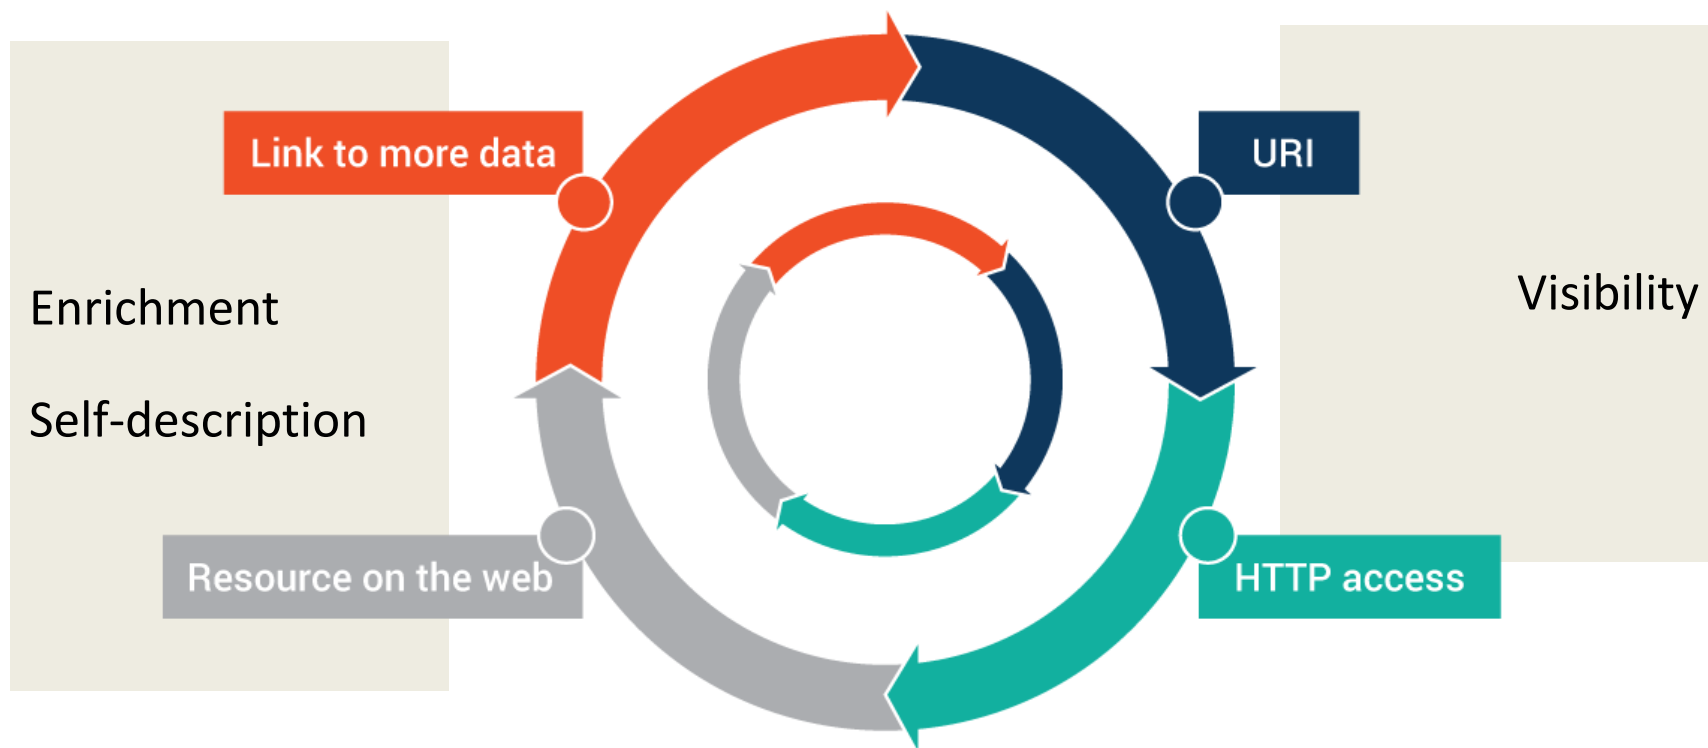 Link to more data
URI
Enrichment
Visibility
Self-description
Resource on the web
HTTP access